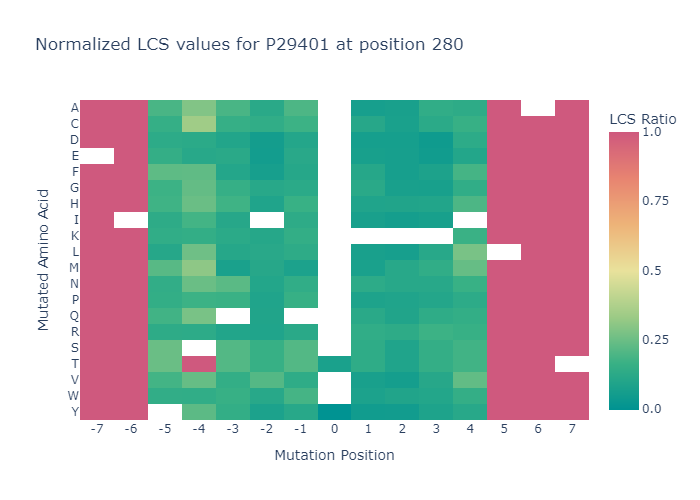 Normalized LCS values for P29401 at position 280
LCS Ratio
1.0
0.75
0.5
0.25
0.0
Mutated Amino Acid
A
C
D
E
F
G
H
I
K
L
M
N
P
Q
R
S
T
V
W
Y
-7 -6 -5 -4 -3 -2 -1 0 1 2 3 4 5 6 7
Mutation Position